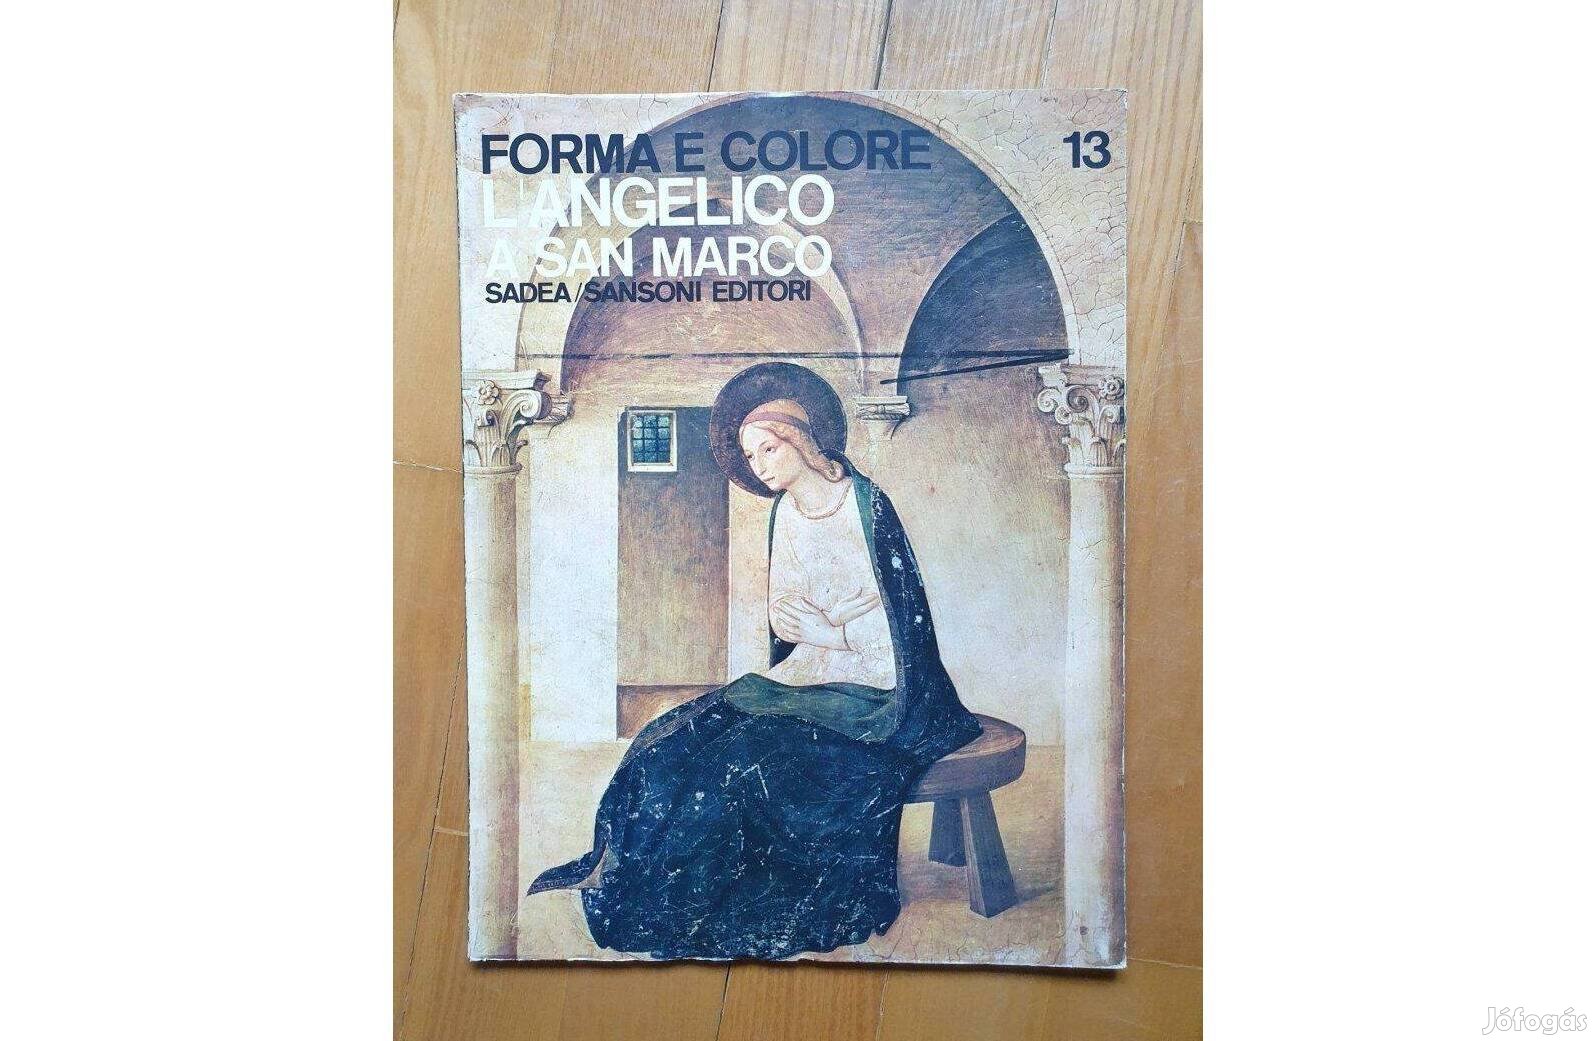 FORMA E COLORE 13
L'ANGELICO
A SAN MARCO
SADEA/SANSONI EDITORI
Jófogás